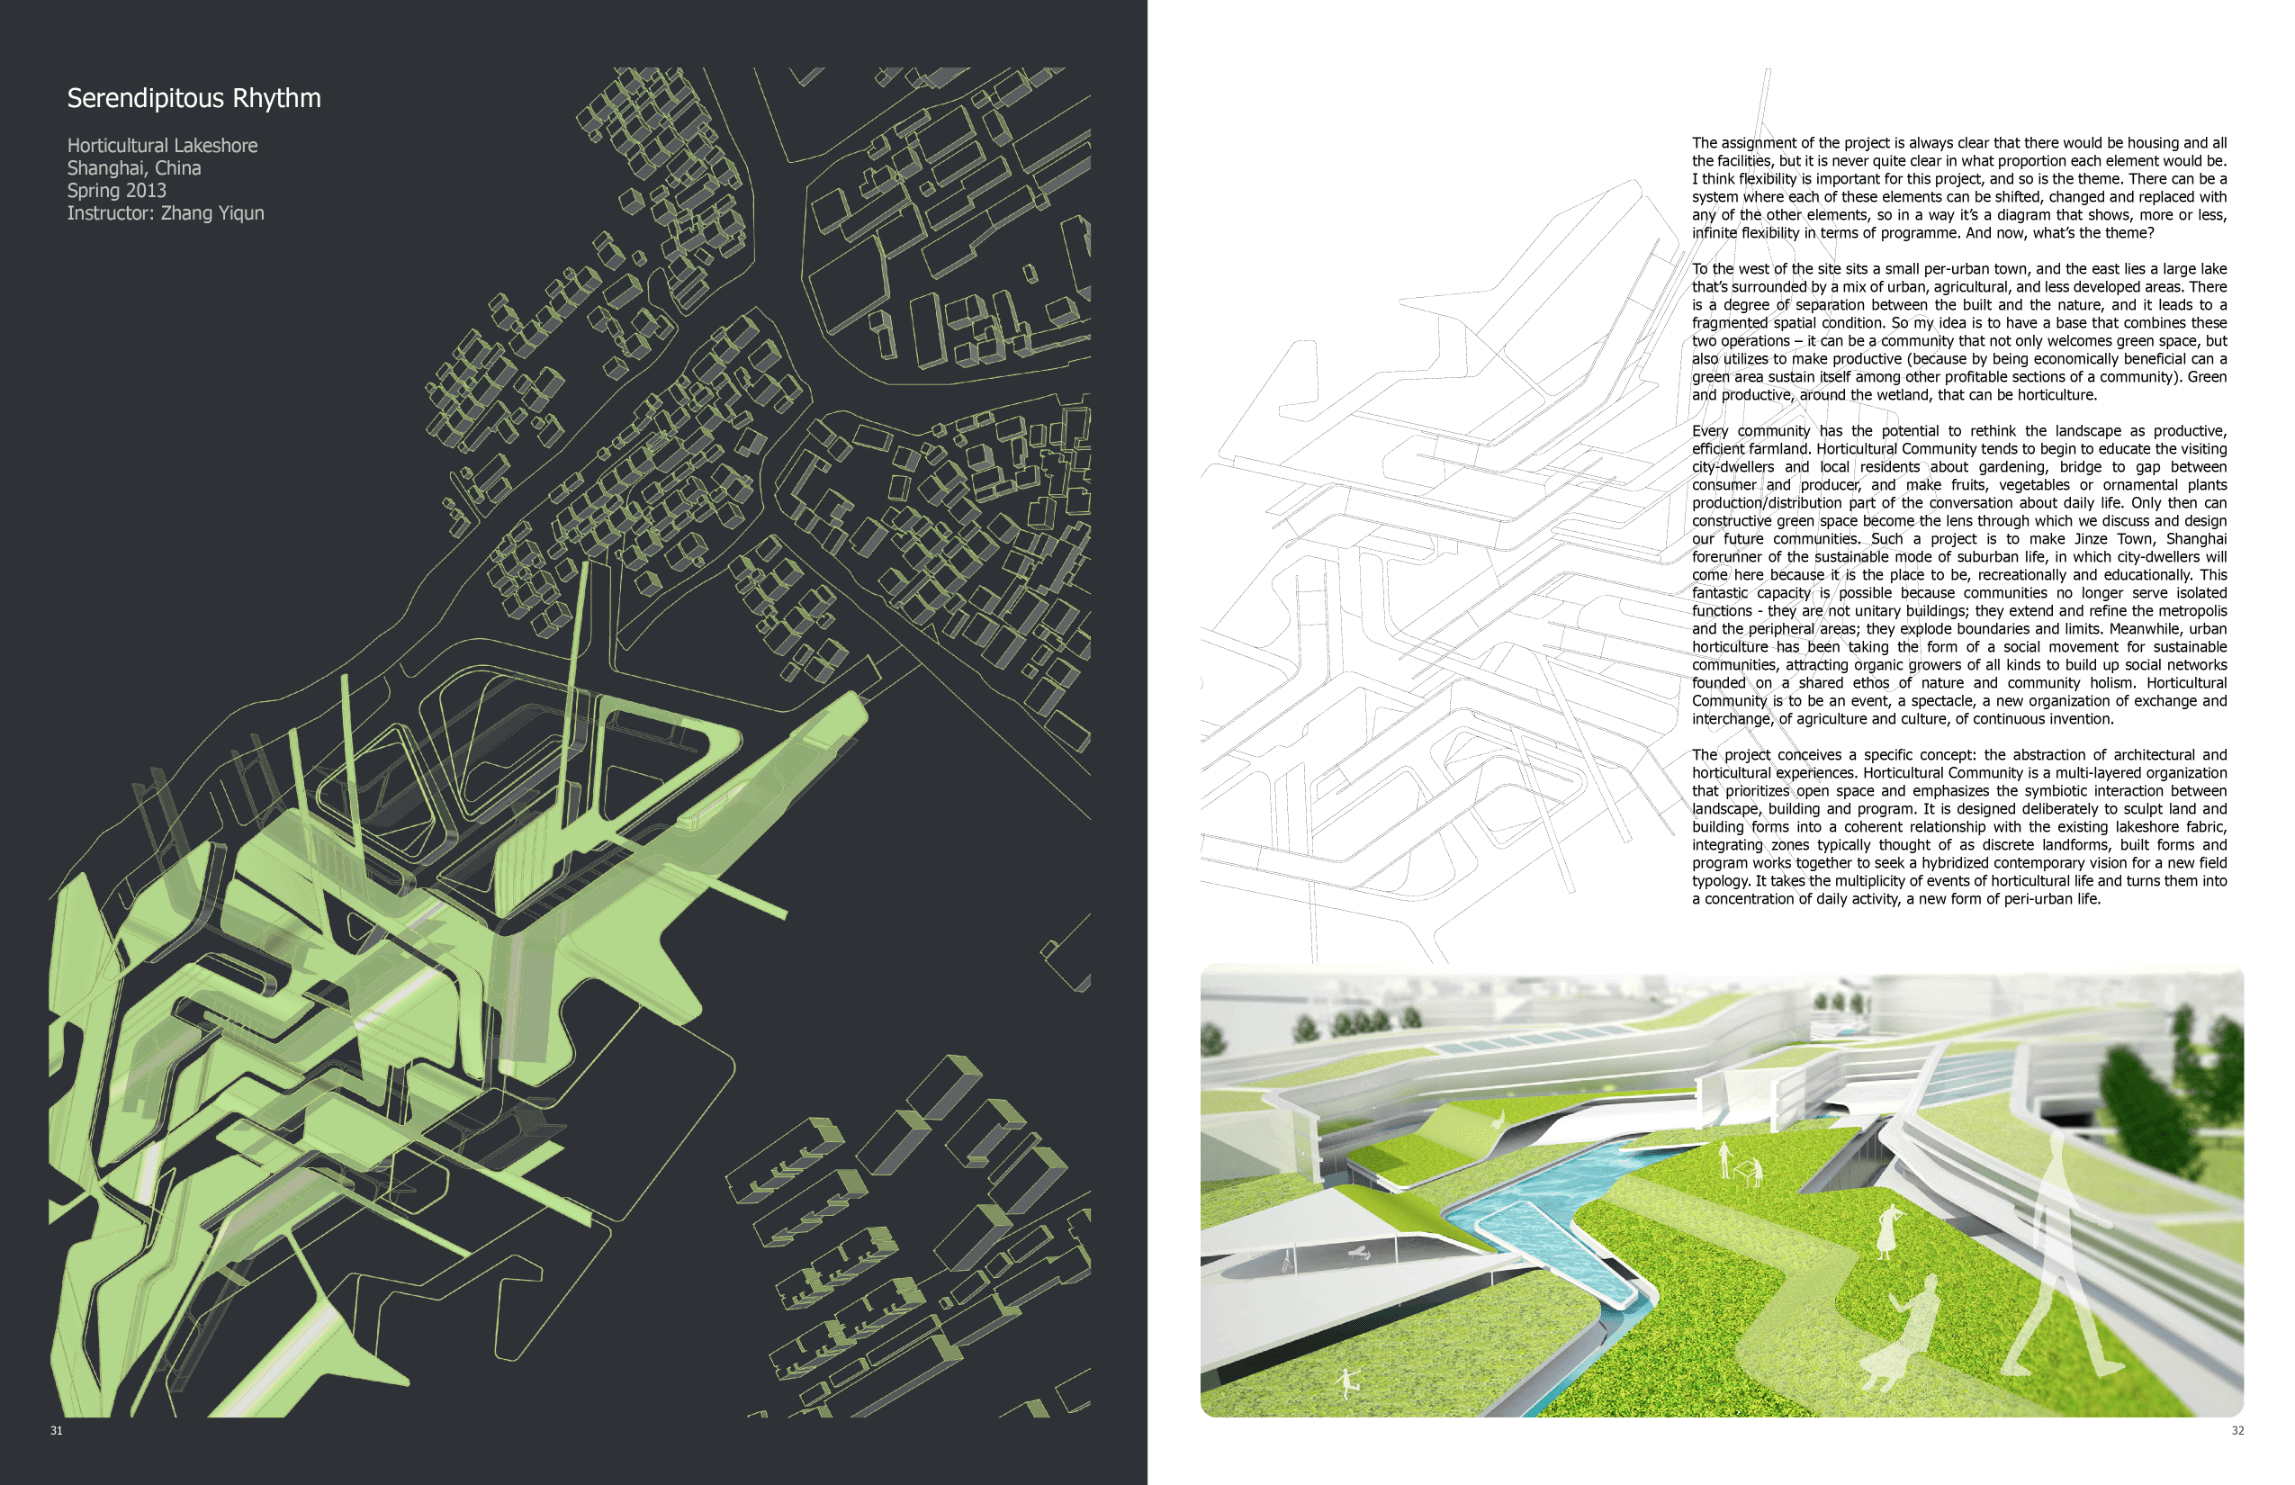 Serendipitous Rhythm
Horticultural Lakeshore
Shanghai, China
Spring 2013
Instructor: Zhang Yiqun
The assignment of the project is always clear that there would be housing and all
the facilities, but it is never quite clear in what proportion each element would be.
I think flexibility is important for this project, and so is the theme. There can be a
system where each of these elements can be shifted, changed and replaced with
any of the other elements, so in a way it’s a diagram that shows, more or less,
infinite flexibility in terms of programme. And now, what’s the theme?
To the west of the site sits a small per-urban town, and the east lies a large lake
that’s surrounded by a mix of urban, agricultural, and less developed areas. There
is a degree of separation between the built and the nature, and it leads to a
fragmented spatial condition. So my idea is to have a base that combines these
two operations – it can be a community that not only welcomes green space, but
also utilizes to make productive (because by being economically beneficial can a
green area sustain itself among other profitable sections of a community). Green
and productive, around the wetland, that can be horticulture.
Every community has the potential to rethink the landscape as productive,
efficient farmland. Horticultural Community tends to begin to educate the visiting
city-dwellers and local residents about gardening, bridge to gap between
consumer and producer, and make fruits, vegetables or ornamental plants
production/distribution part of the conversation about daily life. Only then can
constructive green space become the lens through which we discuss and design
our future communities. Such a project is to make Jinze Town, Shanghai
forerunner of the sustainable mode of suburban life, in which city-dwellers will
come here because it is the place to be, recreationally and educationally. This
fantastic capacity is possible because communities no longer serve isolated
functions - they are not unitary buildings; they extend and refine the metropolis
and the peripheral areas; they explode boundaries and limits. Meanwhile, urban
horticulture has been taking the form of a social movement for sustainable
communities, attracting organic growers of all kinds to build up social networks
founded on a shared ethos of nature and community holism. Horticultural
Community is to be an event, a spectacle, a new organization of exchange and
interchange, of agriculture and culture, of continuous invention.
The project conceives a specific concept: the abstraction of architectural and
horticultural experiences. Horticultural Community is a multi-layered organization
that prioritizes open space and emphasizes the symbiotic interaction between
landscape, building and program. It is designed deliberately to sculpt land and
building forms into a coherent relationship with the existing lakeshore fabric,
integrating zones typically thought of as discrete landforms, built forms and
program works together to seek a hybridized contemporary vision for a new field
typology. It takes the multiplicity of events of horticultural life and turns them into
a concentration of daily activity, a new form of peri-urban life.
31
32